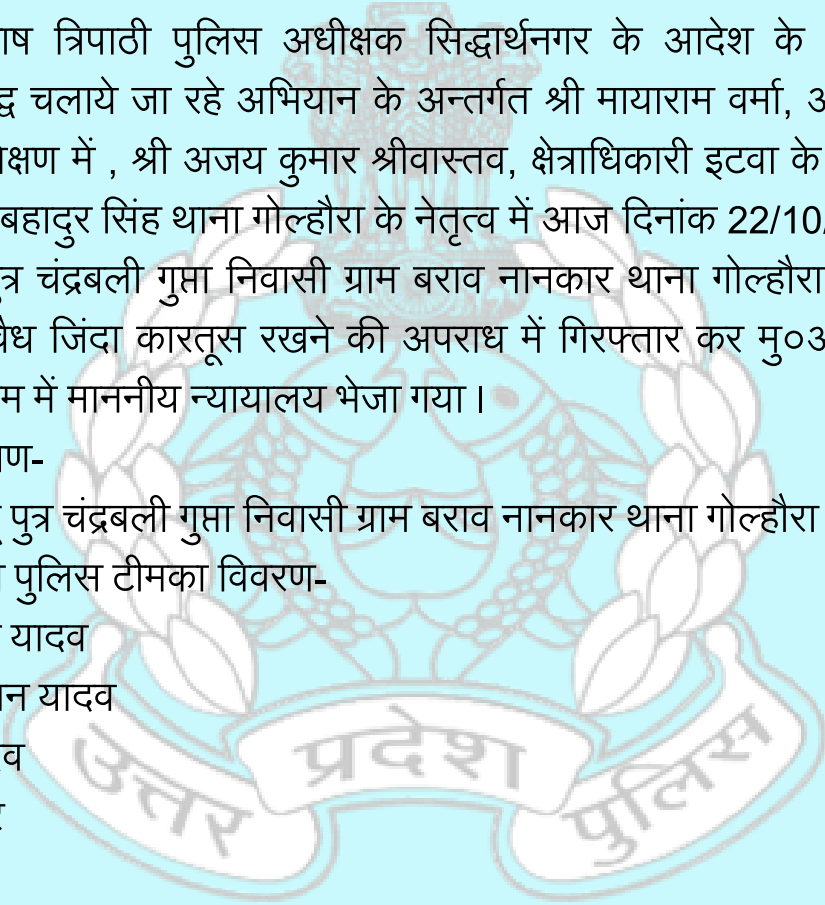 ाष त्रिपाठी पुलिस अधीक्षक सिद्धार्थनगर के आदेश के
द्ध चलाये जा रहे अभियान के अन्तर्गत श्री मायाराम वर्मा, अ
क्षण में , श्री अजय कुमार श्रीवास्तव, क्षेत्राधिकारी इटवा के
बहादुर सिंह थाना गोल्हौरा के नेतृत्व में आज दिनांक 22/10/
त्र चंद्रबली गुप्ता निवासी ग्राम बराव नानकार थाना गोल्हौरा
वैध जिंदा कारतूस रखने की अपराध में गिरफ्तार कर मु०अ
म में माननीय न्यायालय भेजा गया ।
ण-
पुत्र चंद्रबली गुप्ता निवासी ग्राम बराव नानकार थाना गोल्हौरा
पुलिस टीमका विवरण-
यादव
न यादव
व
र
उत्तर प्रदेश पुलिस